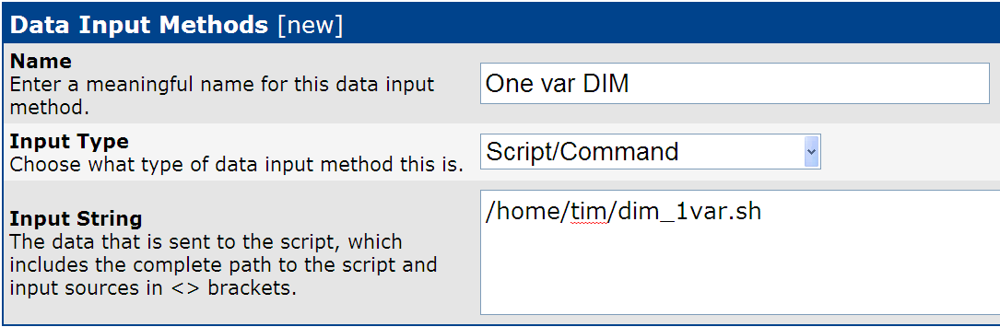 Data Input Methods [new]
Name
Enter a meaningful name for this data input
method.
One var DIM
Input Type
Choose what type of data input method this is.
Script/Command
Input String
The data that is sent to the script, which
includes the complete path to the script and
input sources in <> brackets.
/home/tim/dim_1var.sh